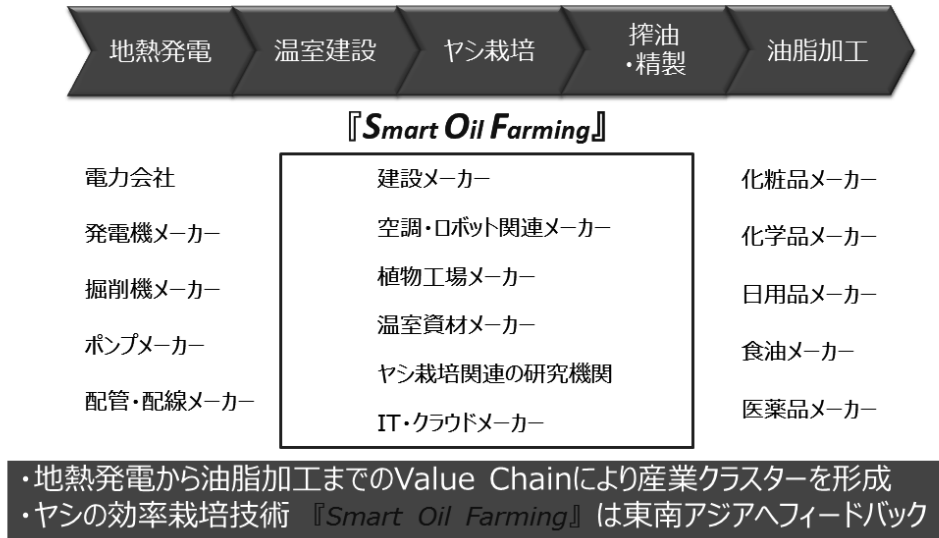 地熱発電
温室建設
ヤシ栽培
搾油
・精製
油脂加工
『Smart Oil Farming』
電力会社
発電機メーカー
掘削機メーカー
ポンプメーカー
配管・配線メーカー
建設メーカー
空調・ロボット関連メーカー
植物工場メーカー
温室資材メーカー
ヤシ栽培関連の研究機関
IT・クラウドメーカー
化粧品メーカー
化学品メーカー
日用品メーカー
食油メーカー
医薬品メーカー
・地熱発電から油脂加工までのValue Chainにより産業クラスターを形成
・ヤシの効率栽培技術 『Smart Oil Farming』 は東南アジアへフィードバック